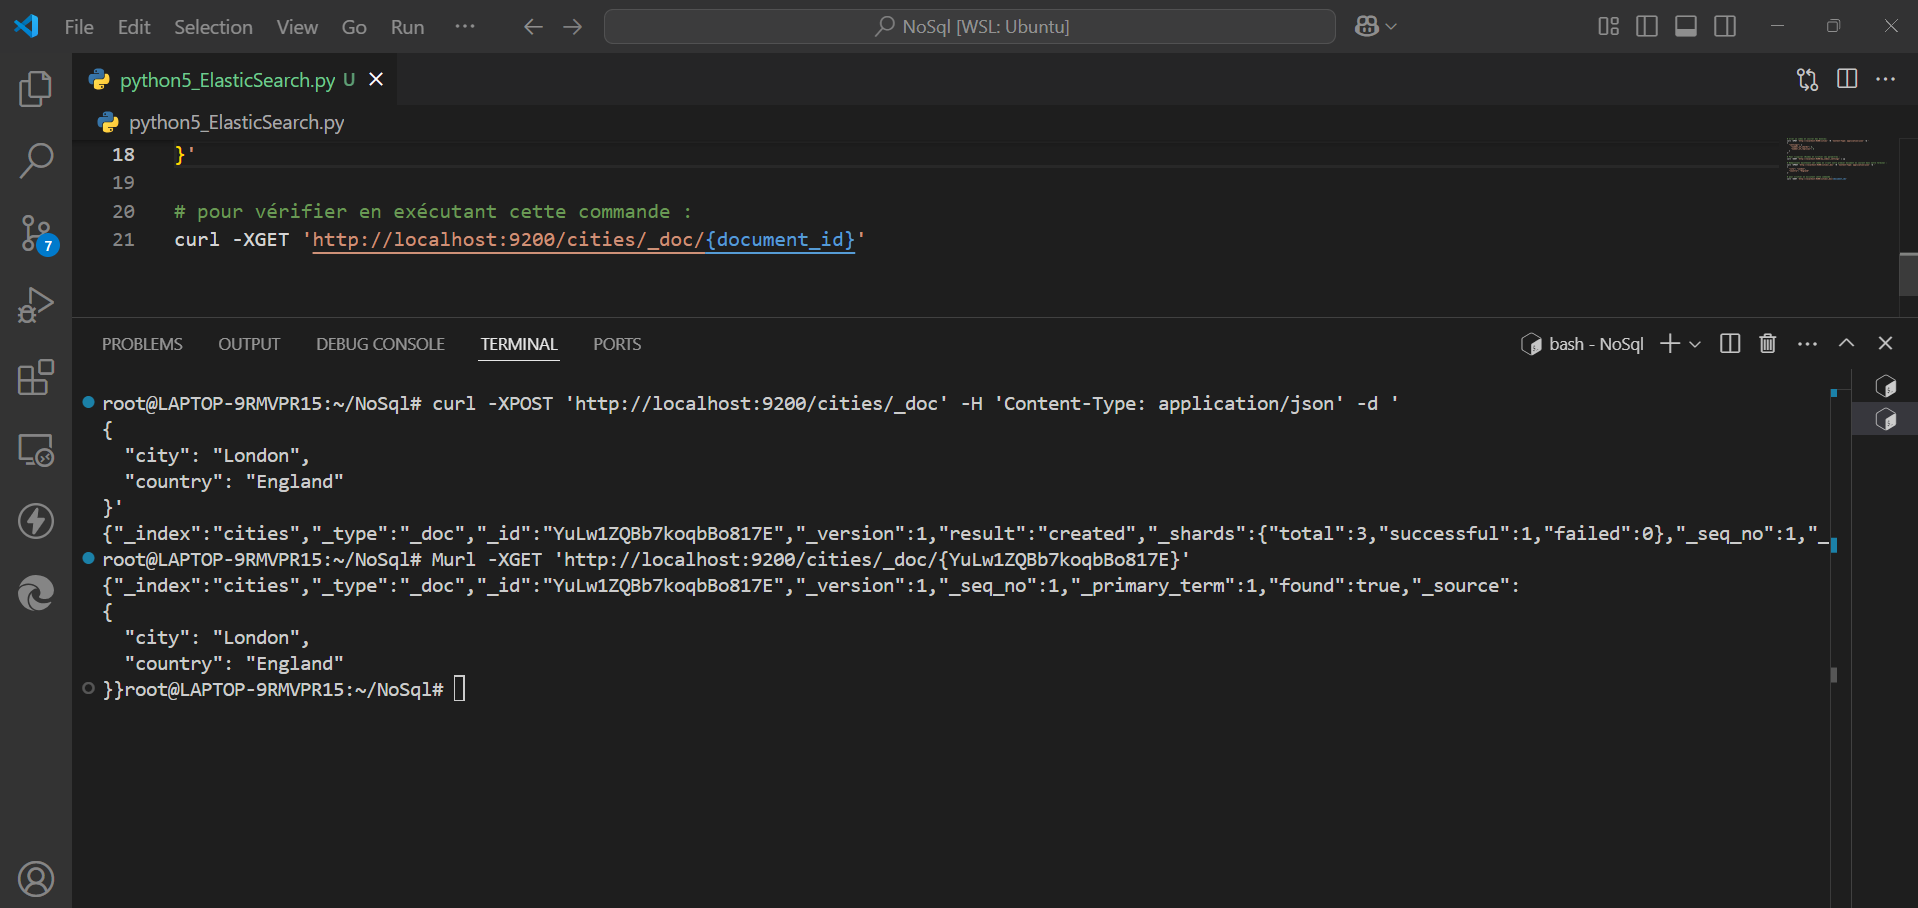 File Edit Selection View Go Run ···
NoSql [WSL: Ubuntu]
python5_ElasticSearch.py U
python5_ElasticSearch.py
18 }'
19
20 # pour vérifier en exécutant cette commande :
21 curl -XGET 'http://localhost:9200/cities/_doc/{document_id}'
7
PROBLEMS OUTPUT DEBUG CONSOLE TERMINAL PORTS
bash - NoSql
root@LAPTOP-9RMVPR15:~/NoSql# curl -XPOST 'http://localhost:9200/cities/_doc' -H 'Content-Type: application/json' -d '
{
"city": "London",
"country": "England"
}'
{"_index":"cities","_type":"_doc","_id":"YuLw1ZQBb7koqbBo817E","_version":1,"result":"created","_shards":{"total":3,"successful":1,"failed":0},"_seq_no":1,"_
root@LAPTOP-9RMVPR15:~/NoSql# Murl -XGET 'http://localhost:9200/cities/_doc/{YuLw1ZQBb7koqbBo817E}'
{"_index":"cities","_type":"_doc","_id":"YuLw1ZQBb7koqbBo817E","_version":1,"_seq_no":1,"_primary_term":1,"found":true,"_source":
{
"city": "London",
"country": "England"
}}root@LAPTOP-9RMVPR15:~/NoSql#